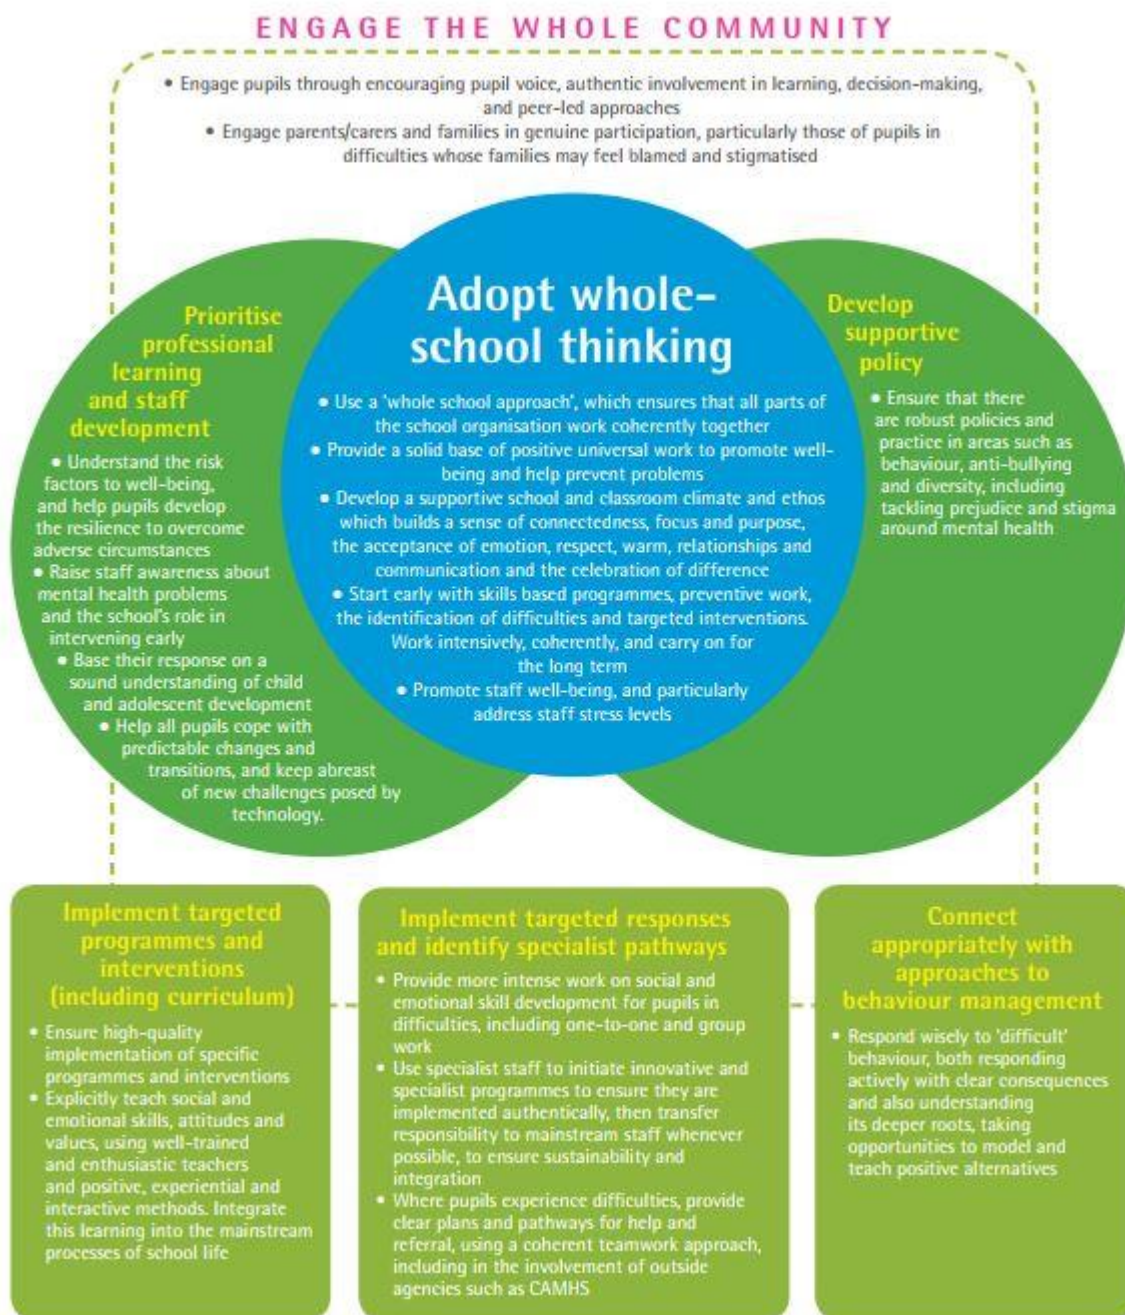 ENGAGE THE WHOLE COMMUNITY
• Engage pupils through encouraging pupil voice, authentic involvement in learning, decision-making,
and peer-led approaches
• Engage parents/carers and families in genuine participation, particularly those of pupils in
difficulties whose families may feel blamed and stigmatised
Prioritise
professional
learning
and staff
development
• Understand the risk
factors to well-being,
and help pupils develop
the resilience to overcome
adverse circumstances
• Raise staff awareness about
mental health problems
and the school's role in
intervening early
• Base their response on a
sound understanding of child
and adolescent development
• Help all pupils cope with
predictable changes and
transitions, and keep abreast
of new challenges posed by
technology.
Adopt whole-
school thinking
• Use a 'whole school approach', which ensures that all parts of
the school organisation work coherently together
• Provide a solid base of positive universal work to promote well-
being and help prevent problems
• Develop a supportive school and classroom climate and ethos
which builds a sense of connectedness, focus and purpose,
the acceptance of emotion, respect, warm, relationships and
communication and the celebration of difference
• Start early with skills based programmes, preventive work,
the identification of difficulties and targeted interventions.
Work intensively, coherently, and carry on for
the long term
• Promote staff well-being, and particularly
address staff stress levels
Develop
supportive
policy
• Ensure that there
are robust policies and
practice in areas such as
behaviour, anti-bullying
and diversity, including
tackling prejudice and stigma
around mental health
Implement targeted
programmes and
interventions
(including curriculum)
• Ensure high-quality
implementation of specific
programmes and interventions
• Explicitly teach social and
emotional skills, attitudes and
values, using well-trained
and enthusiastic teachers
and positive, experiential and
interactive methods. Integrate
this learning into the mainstream
processes of school life
Implement targeted responses
and identify specialist pathways
• Provide more intense work on social and
emotional skill development for pupils in
difficulties, including one-to-one and group
work
• Use specialist staff to initiate innovative and
specialist programmes to ensure they are
implemented authentically, then transfer
responsibility to mainstream staff whenever
possible, to ensure sustainability and
integration
• Where pupils experience difficulties, provide
clear plans and pathways for help and
referral, using a coherent teamwork approach,
including in the involvement of outside
agencies such as CAMHS
Connect
appropriately with
approaches to
behaviour management
• Respond wisely to 'difficult'
behaviour, both responding
actively with clear consequences
and also understanding
its deeper roots, taking
opportunities to model and
teach positive alternatives